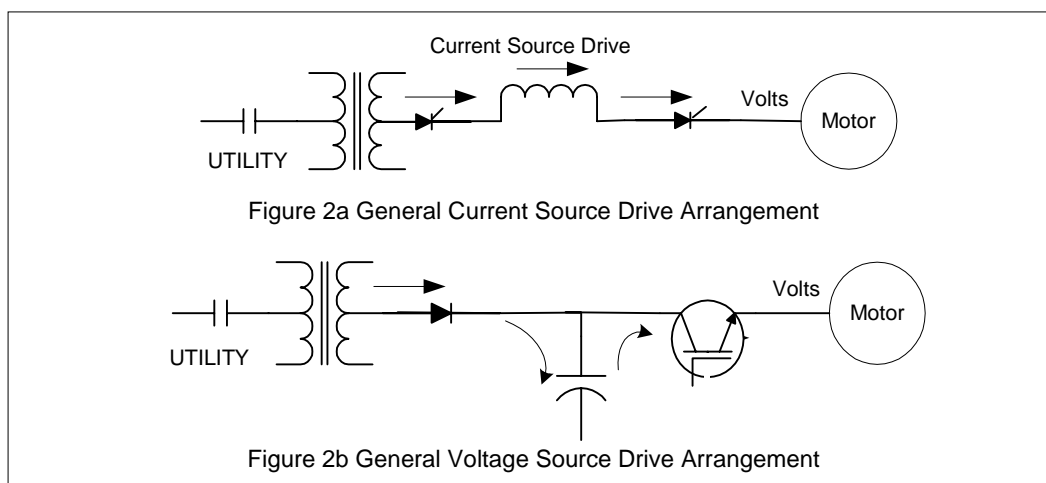 Current Source Drive
Volts
Motor
UTILITY
Figure 2a General Current Source Drive Arrangement
Volts
Motor
UTILITY
Figure 2b General Voltage Source Drive Arrangement